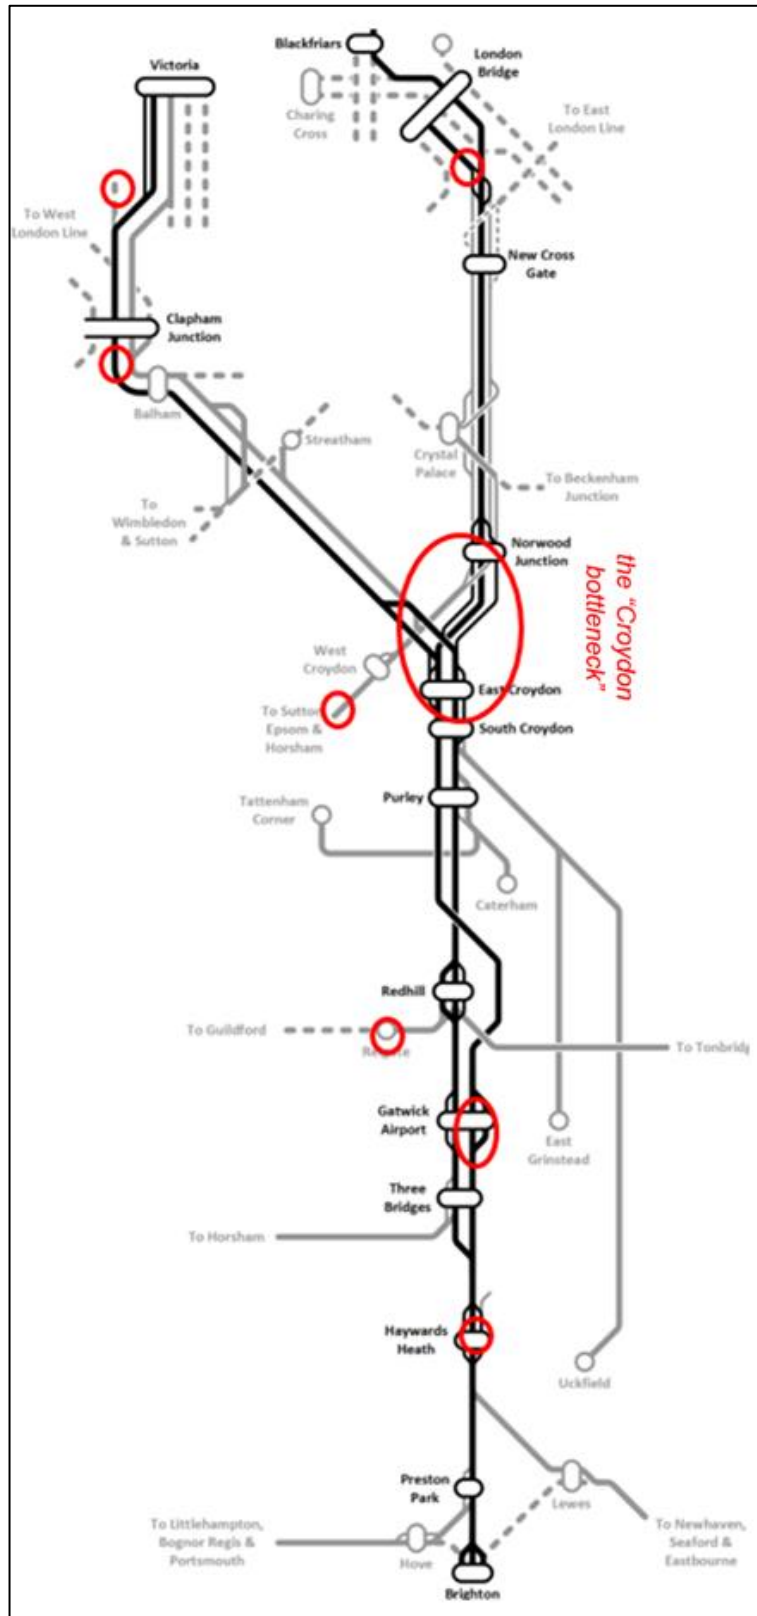 Blackfriars
London
Bridge
Victoria
Charing
Cross
To East
London Line
To West
London Line
New Cross
Gate
Clapham
Junction
Balham
Streatham
Crystal
Palace
To Beckenham
Junction
To
Wimbledon
& Sutton
Norwood
Junction
the "Croydon
bottleneck"
West
Croydon
East Croydon
To Sutton
Epsom &
Horsham
South Croydon
Purley
Tattenham
Corner
Caterham
Redhill
To Guildford
To Tonbridg
Gatwick
Airport
East
Grinstead
Three
Bridges
To Horsham
Haywards
Heath
Uckfield
Preston
Park
Lewes
To Littlehampton,
Bognor Regis &
Portsmouth
Hove
To Newhaven,
Seaford &
Eastbourne
Brighton